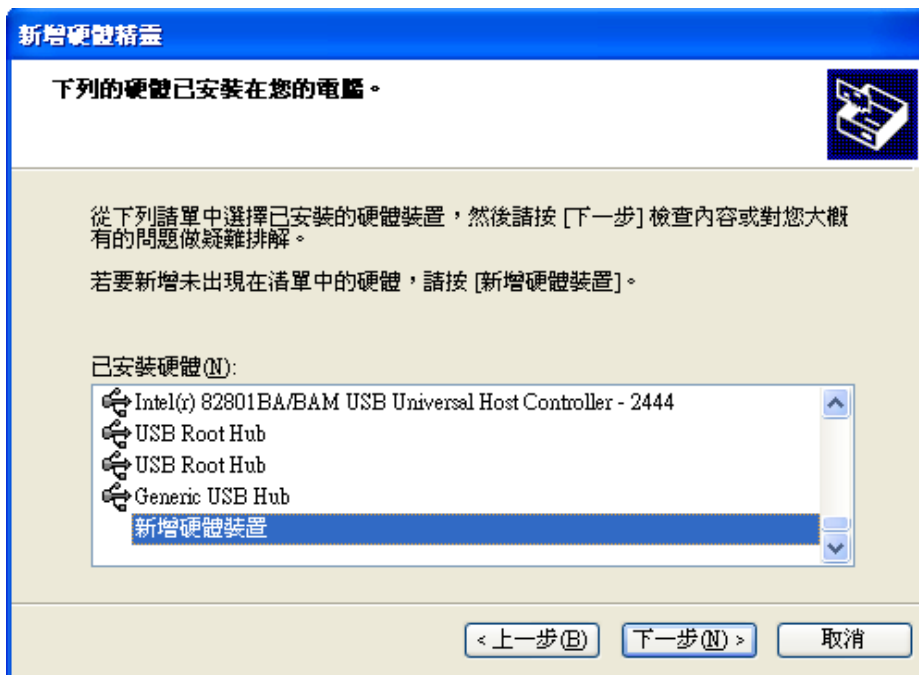 新增硬體精靈
下列的硬體已安裝在您的電腦。
從下列清單中選擇已安裝的硬體裝置，然後請按 [下一步] 檢查內容或對您大概
有的問題做疑難排解。
若要新增未出現在清單中的硬體，請按 [新增硬體裝置]。
已安裝硬體(N):
Intel(r) 82801BA/BAM USB Universal Host Controller - 2444
USB Root Hub
USB Root Hub
Generic USB Hub
新增硬體裝置
< 上一步(B) 下一步(N) > 取消